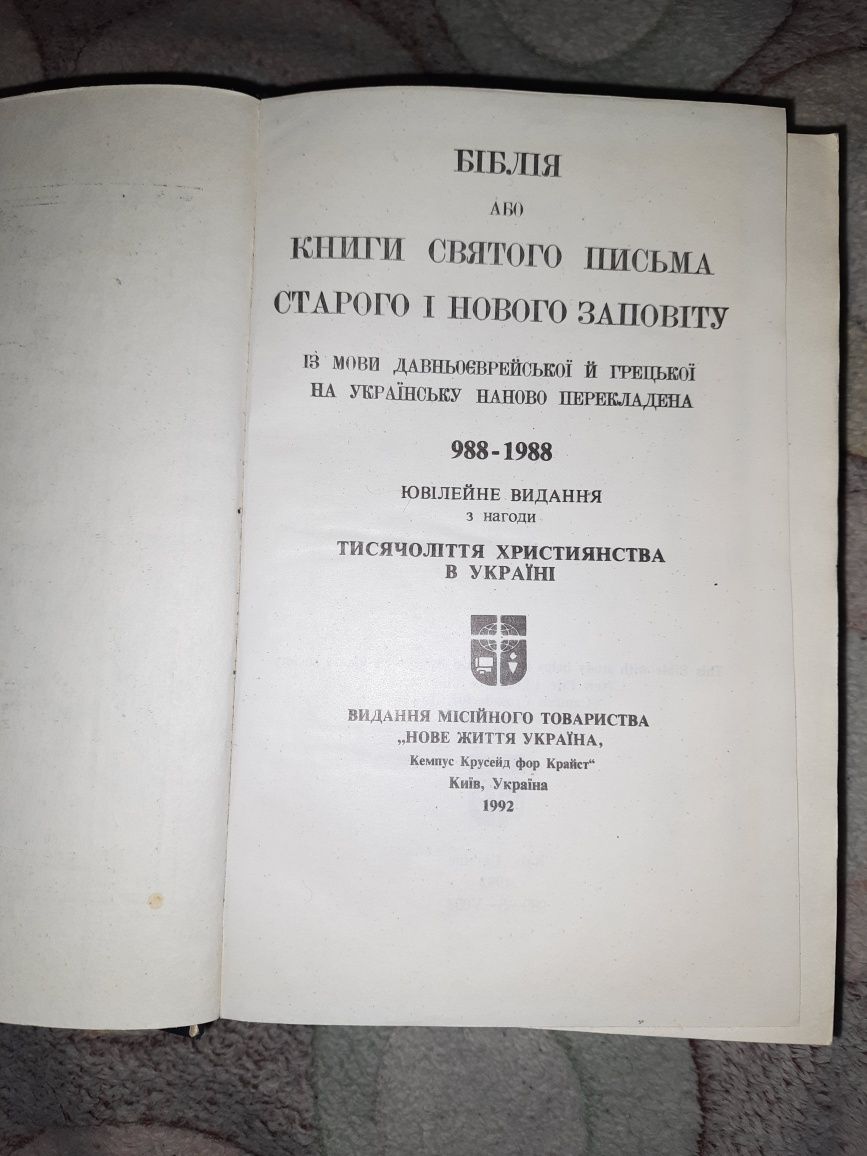 БІБЛІЯ
АБО
КНИГИ СВЯТОГО ПИСЬМА
СТАРОГО І НОВОГО ЗАПОВІТУ
ІЗ МОВИ ДАВНЬОЄВРЕЙСЬКОЇ Й ГРЕЦЬКОЇ
НА УКРАЇНСЬКУ НАНОВО ПЕРЕКЛАДЕНА
988-1988
ЮВІЛЕЙНЕ ВИДАННЯ
з нагоди
ТИСЯЧОЛІТТЯ ХРИСТИЯНСТВА
В УКРАЇНІ
ВИДАННЯ МІСІЙНОГО ТОВАРИСТВА
„НОВЕ ЖИТТЯ УКРАЇНА,
Кемпус Крусейд фор Крайст“
Київ, Україна
1992